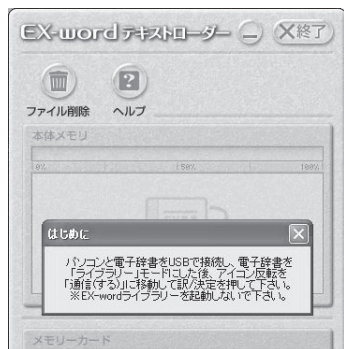 EX-word テキストローダー
終了
ファイル削除 ヘルプ
本体メモリ
0% 50% 100%
はじめに
パソコンと電子辞書をUSBで接続し、電子辞書を
「ライブラリー」モードにした後、アイコン反転を
「通信(する)」に移動して訳/決定を押して下さい。
※EX-wordライブラリーを起動しないで下さい。
メモリーカード